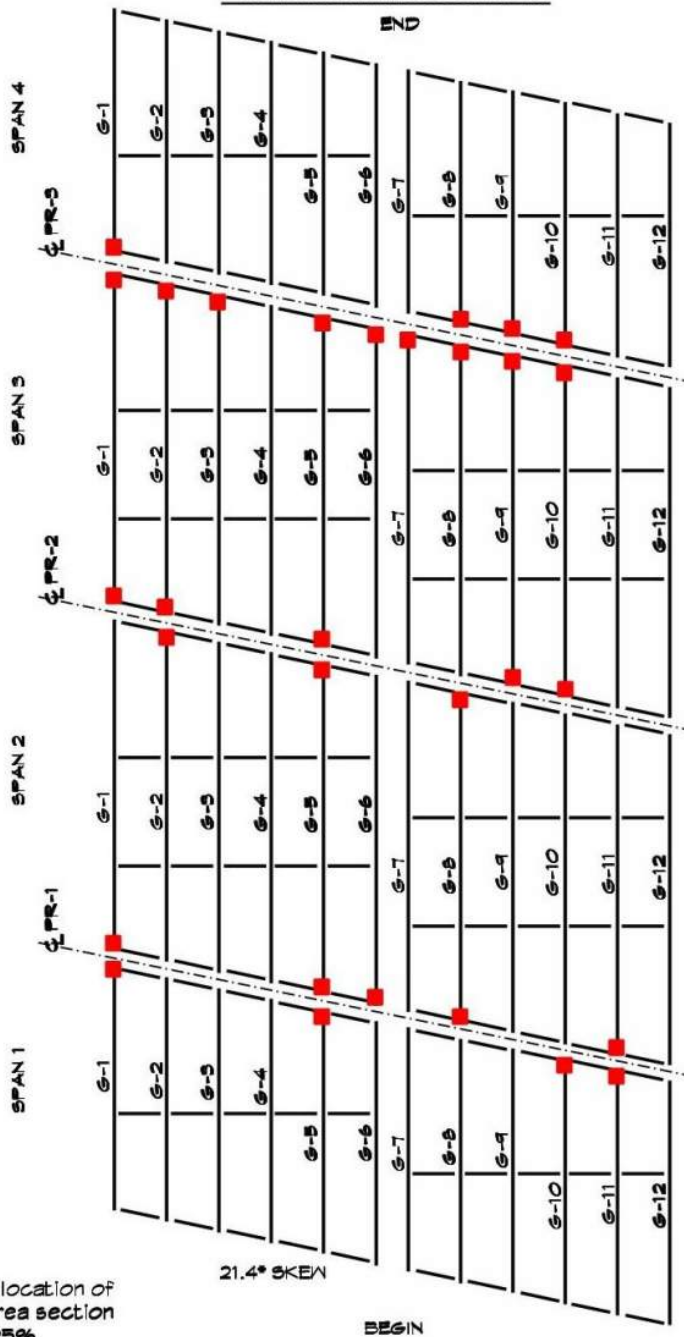 END
SPAN 4
G-1
G-2
G-3
G-4
G-5
G-6
G-7
G-8
G-9
G-10
G-11
G-12
℄ PR-3
SPAN 3
G-1
G-2
G-3
G-4
G-5
G-6
G-7
G-8
G-9
G-10
G-11
G-12
℄ PR-2
SPAN 2
G-1
G-2
G-3
G-4
G-5
G-6
G-7
G-8
G-9
G-10
G-11
G-12
℄ PR-1
SPAN 1
G-1
G-2
G-3
G-4
G-5
G-6
G-7
G-8
G-9
G-10
G-11
G-12
21.4° SKEW
location of
area section
BEGIN